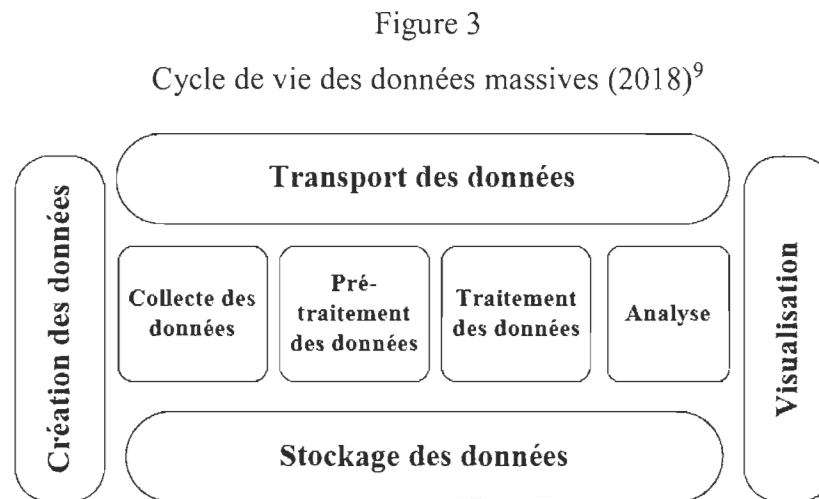 Figure 3
Cycle de vie des données massives (2018)9
Création des données
Transport des données
Collecte des
données
Pré-
traitement
des données
Traitement
des données
Analyse
Stockage des données
Visualisation